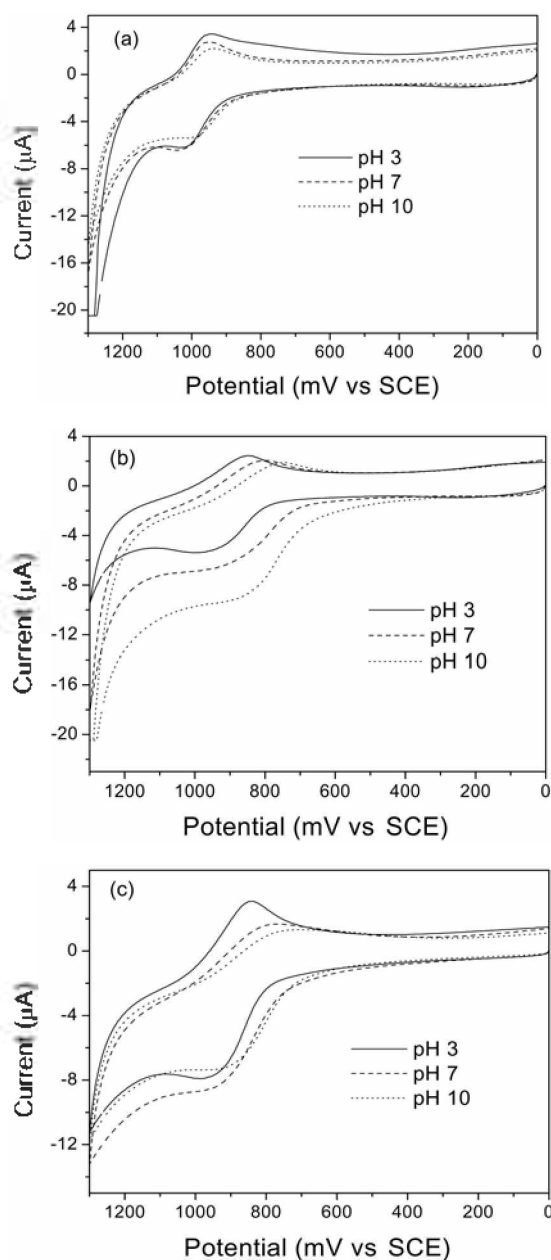 (a)
4
0
-4
-8
-12
-16
-20
Current (µA)
pH 3
pH 7
pH 10
1200 1000 800 600 400 200 0
Potential (mV vs SCE)
(b)
4
0
-4
-8
-12
-16
-20
Current (µA)
pH 3
pH 7
pH 10
1200 1000 800 600 400 200 0
Potential (mV vs SCE)
(c)
4
0
-4
-8
-12
Current (µA)
pH 3
pH 7
pH 10
1200 1000 800 600 400 200 0
Potential (mV vs SCE)